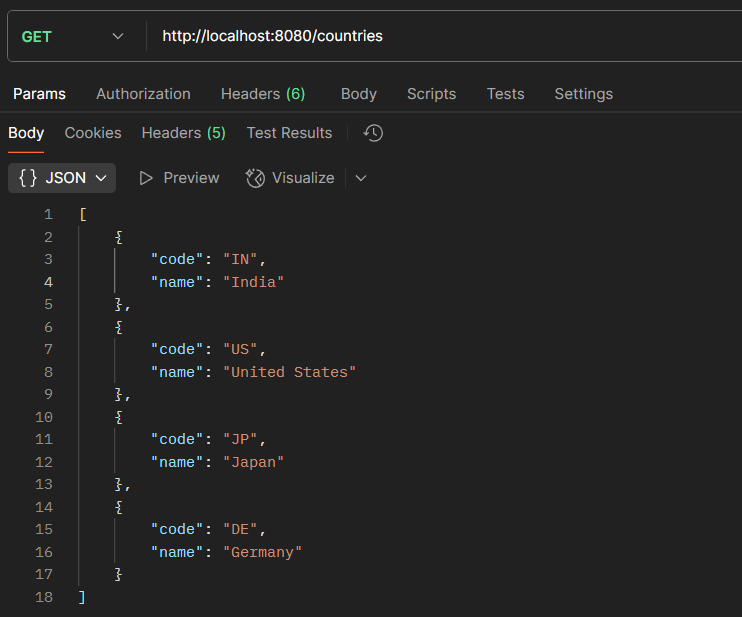 GET http://localhost:8080/countries
Params Authorization Headers (6) Body Scripts Tests Settings
Body Cookies Headers (5) Test Results
{} JSON Preview Visualize
1 [
2 {
3 "code": "IN",
4 "name": "India"
5 },
6 {
7 "code": "US",
8 "name": "United States"
9 },
10 {
11 "code": "JP",
12 "name": "Japan"
13 },
14 {
15 "code": "DE",
16 "name": "Germany"
17 }
18 ]